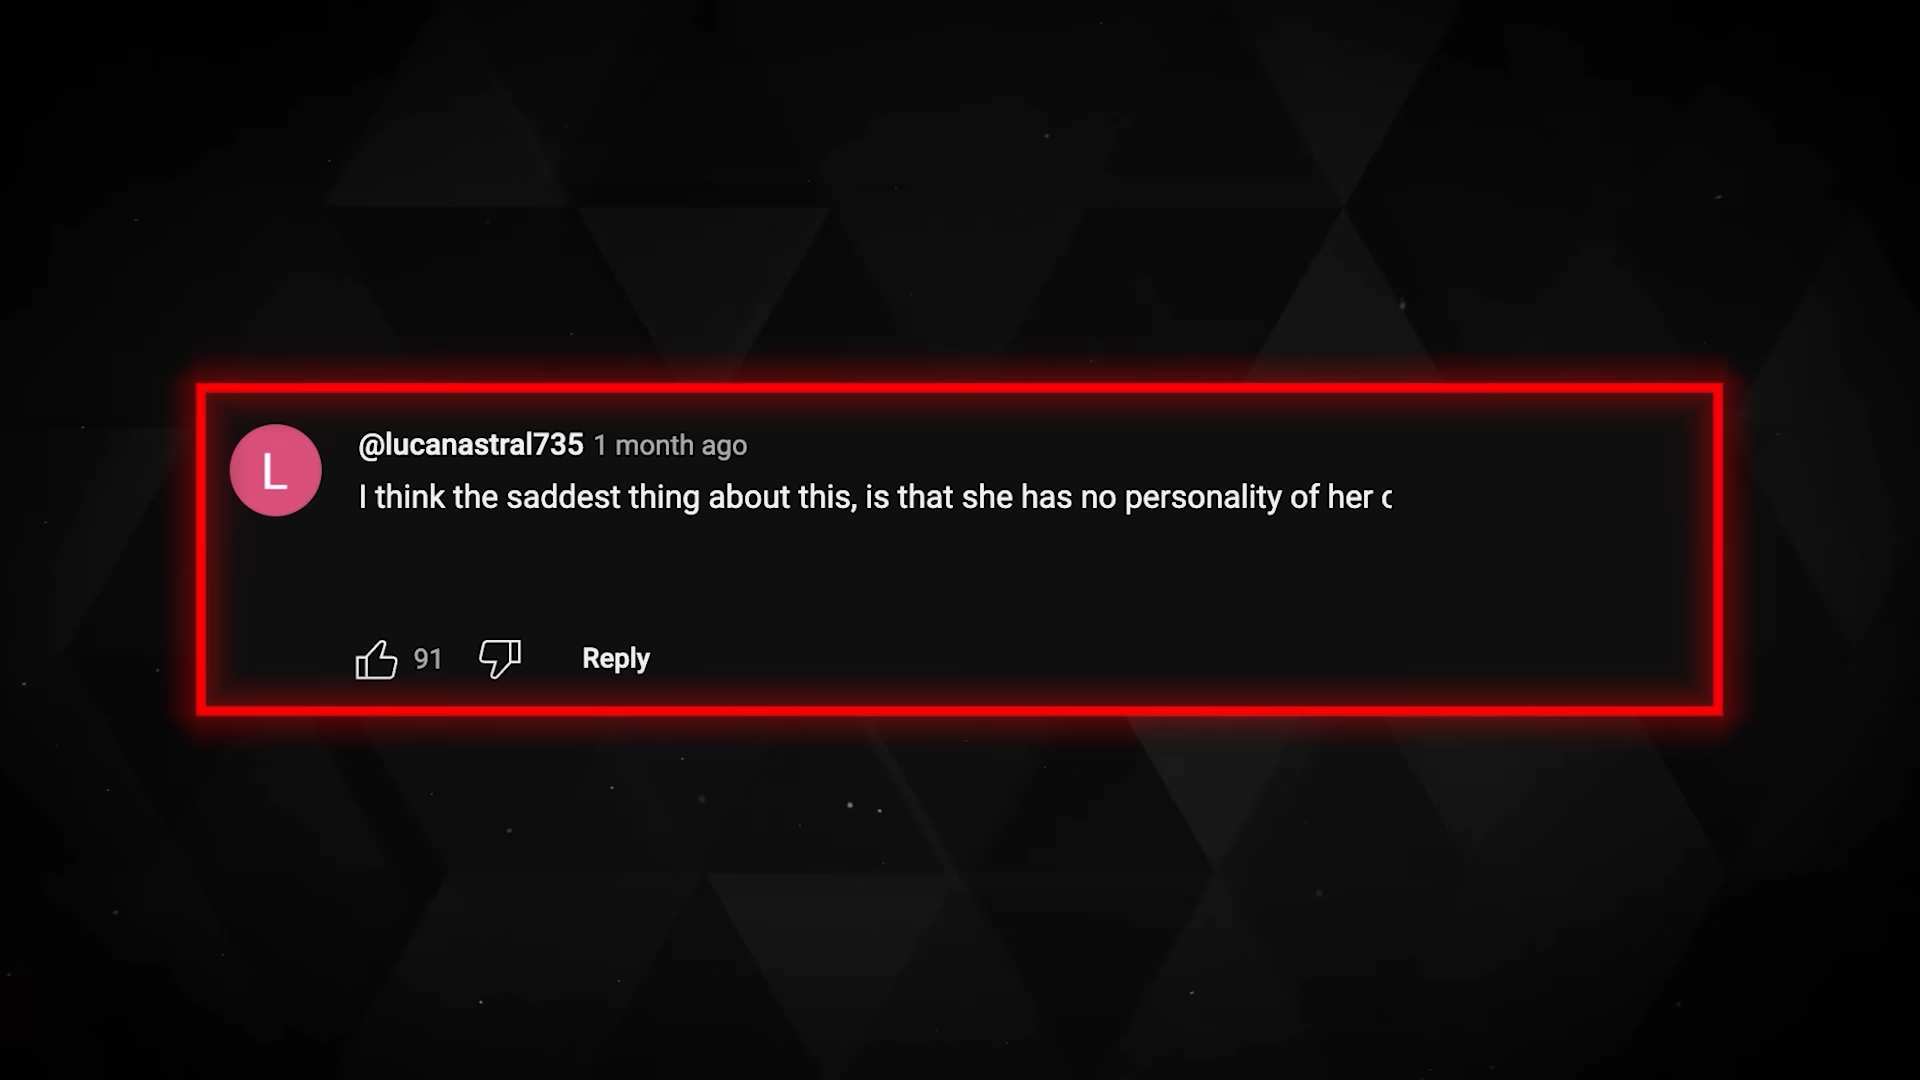 L
@lucanastral735 1 month ago
I think the saddest thing about this, is that she has no personality of her
91 Reply